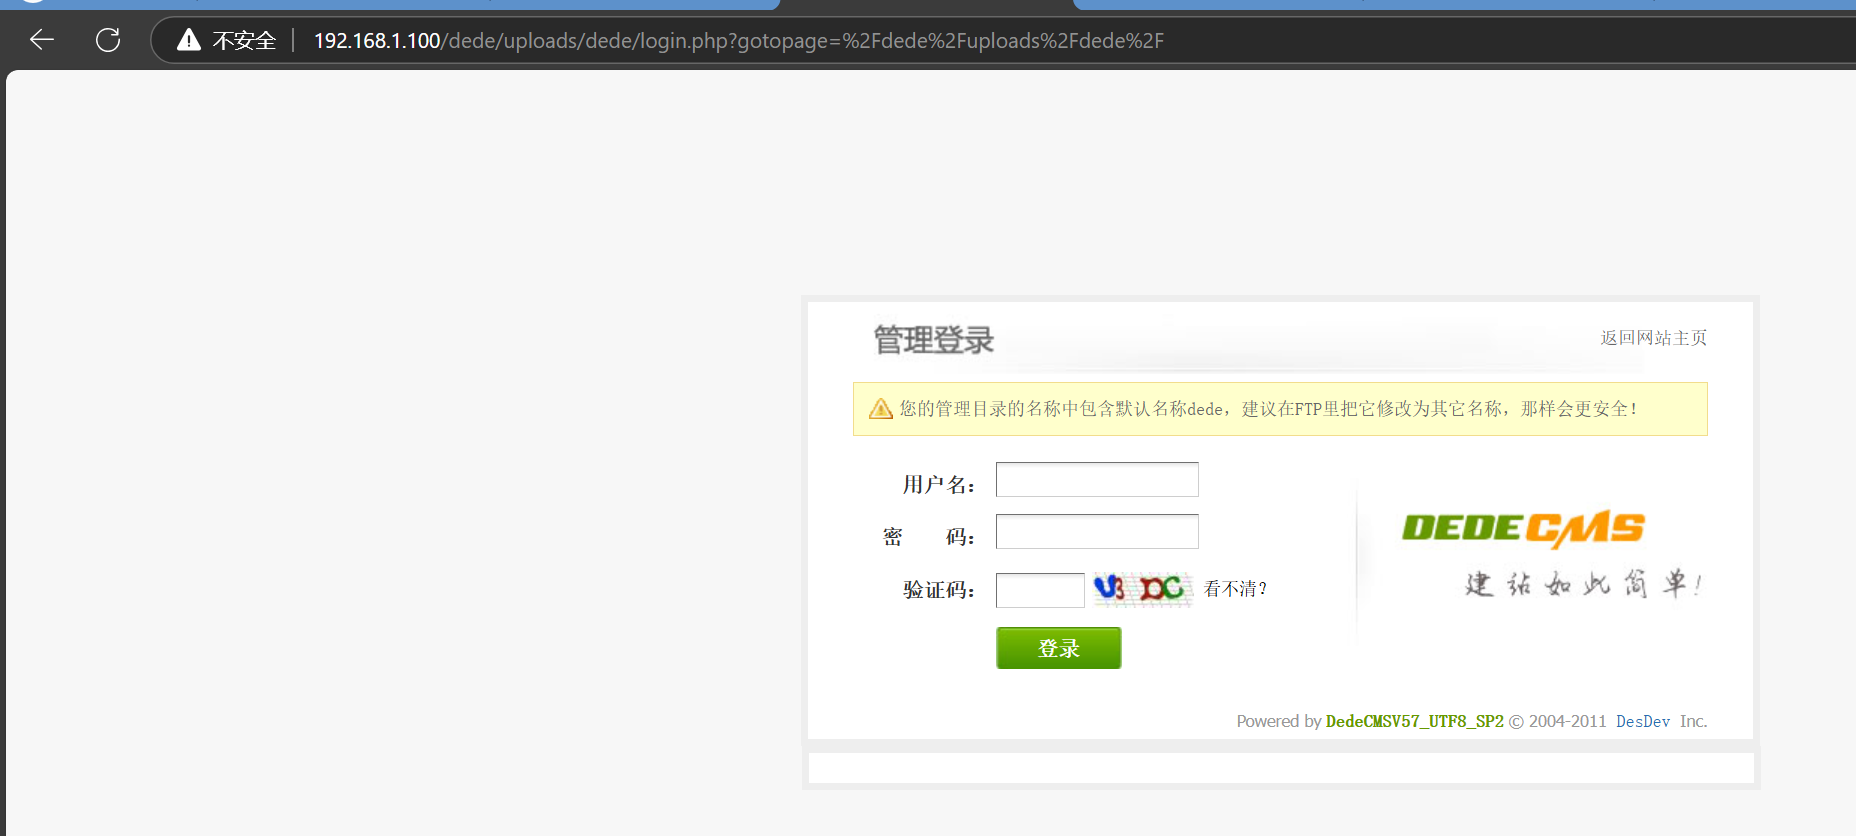 不安全 192.168.1.100/dede/uploads/dede/login.php?gotopage=%2Fdede%2Fuploads%2Fdede%2F
管理登录
返回网站主页
您的管理目录的名称中包含默认名称dede，建议在FTP里把它修改为其它名称，那样会更安全！
用户名：
密 码：
验证码： V3DC 看不清？
登录
DEDECMS
建站如此简单!
Powered by DedeCMSV57_UTF8_SP2 © 2004-2011 DesDev Inc.